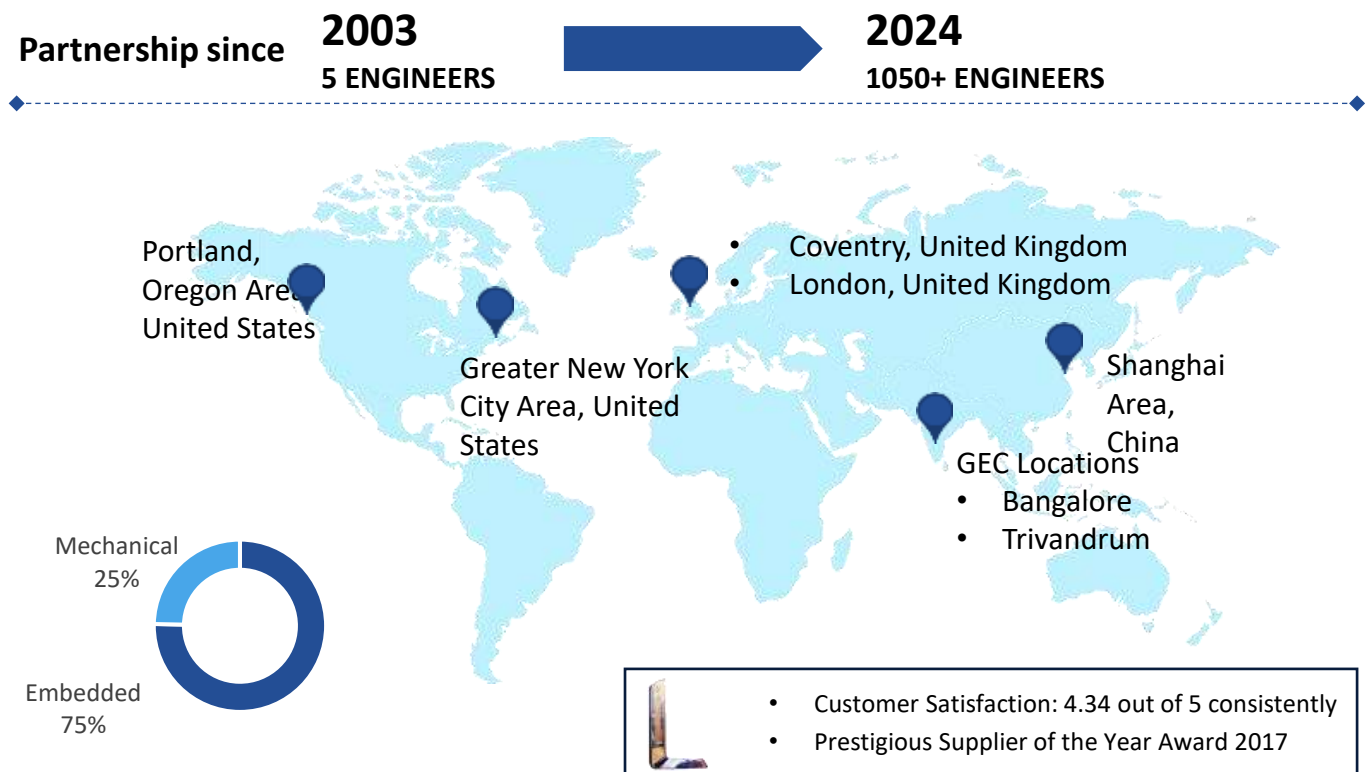 Partnership since
2003
5 ENGINEERS
2024
1050+ ENGINEERS
Portland,
Oregon Area
United States
Greater New York
City Area, United
States
• Coventry, United Kingdom
• London, United Kingdom
Shanghai
Area,
China
GEC Locations
• Bangalore
• Trivandrum
Mechanical
25%
Embedded
75%
• Customer Satisfaction: 4.34 out of 5 consistently
• Prestigious Supplier of the Year Award 2017